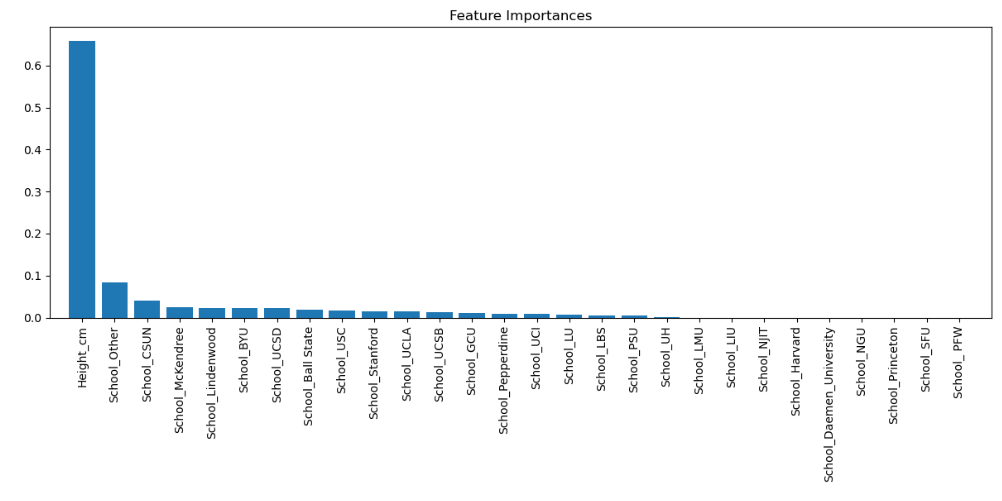 Feature Importances
0.6
0.5
0.4
0.3
0.2
0.1
0.0
Height_cm
School_Other
School_CSUN
School_McKendree
School_Lindenwood
School_BYU
School_UCSD
School_Ball State
School_USC
School_Stanford
School_UCLA
School_UCSB
School_GCU
School_Pepperdine
School_UCI
School_LU
School_LBS
School_PSU
School_UH
School_LMU
School_LIU
School_NJIT
School_Harvard
School_Daemen_University
School_NGU
School_Princeton
School_SFU
School_ PFW